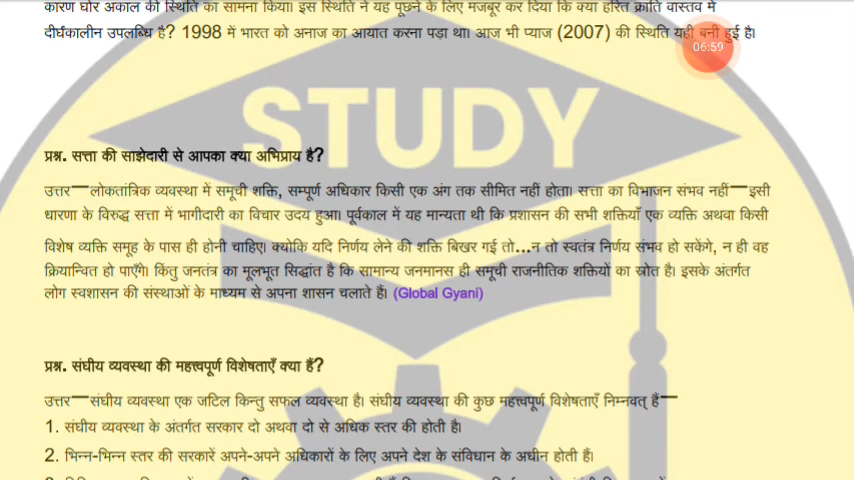 कारण घोर अकाल की स्थिति का सामना किया। इस स्थिति ने यह पूछने के लिए मजबूर कर दिया कि क्या हरित क्रांति वास्तव में
दीर्घकालीन उपलब्धि है? 1998 में भारत को अनाज का आयात करना पड़ा था। आज भी प्याज (2007) की स्थिति यही बनी हुई है।
06:59
STUDY
प्रश्न. सत्ता की साझेदारी से आपका क्या अभिप्राय है?
उत्तर—लोकतांत्रिक व्यवस्था में समूची शक्ति, सम्पूर्ण अधिकार किसी एक अंग तक सीमित नहीं होता। सत्ता का विभाजन संभव नहीं—इसी
धारणा के विरुद्ध सत्ता में भागीदारी का विचार उदय हुआ। पूर्वकाल में यह मान्यता थी कि प्रशासन की सभी शक्तियाँ एक व्यक्ति अथवा किसी
विशेष व्यक्ति समूह के पास ही होनी चाहिए। क्योकि यदि निर्णय लेने की शक्ति बिखर गई तो...न तो स्वतंत्र निर्णय संभव हो सकेंगे, न ही वह
क्रियान्वित हो पाएँगे। किंतु जनतंत्र का मूलभूत सिद्धांत है कि सामान्य जनमानस ही समूची राजनीतिक शक्तियों का स्रोत है। इसके अंतर्गत
लोग स्वशासन की संस्थाओं के माध्यम से अपना शासन चलाते हैं। (Global Gyani)
प्रश्न. संघीय व्यवस्था की महत्त्वपूर्ण विशेषताएँ क्या हैं?
उत्तर—संघीय व्यवस्था एक जटिल किन्तु सफल व्यवस्था है। संघीय व्यवस्था की कुछ महत्त्वपूर्ण विशेषताएँ निम्नवत् हैं—
1. संघीय व्यवस्था के अंतर्गत सरकार दो अथवा दो से अधिक स्तर की होती है।
2. भिन्न-भिन्न स्तर की सरकारें अपने-अपने अधिकारों के लिए अपने देश के संविधान के अधीन होती हैं।